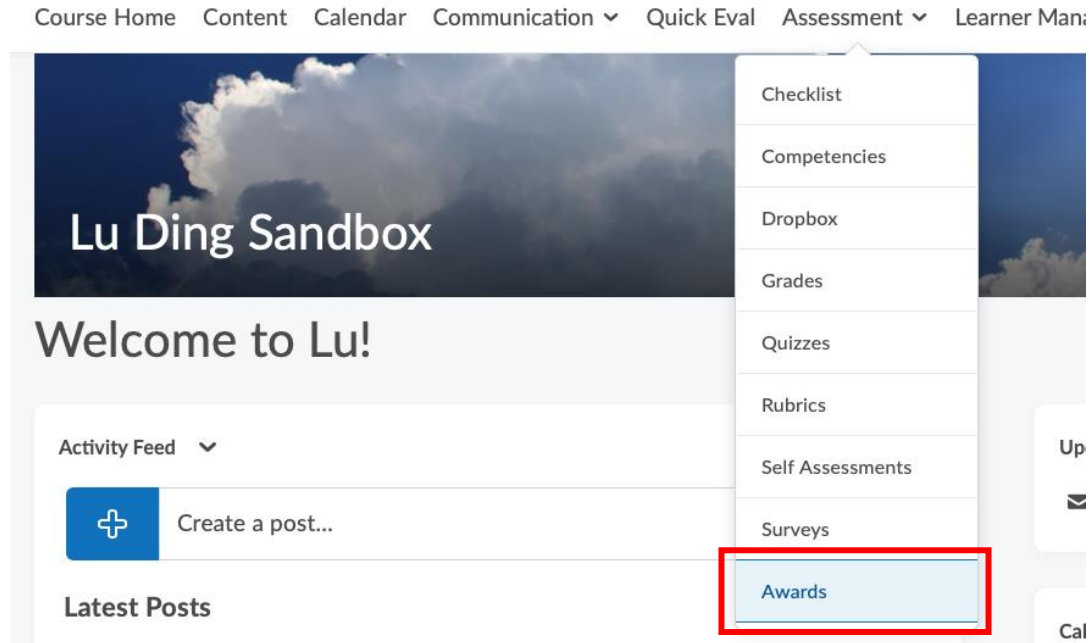 Course Home Content Calendar Communication Quick Eval Assessment Learner
Checklist
Competencies
Dropbox
Grades
Quizzes
Rubrics
Self Assessments
Surveys
Awards
Lu Ding Sandbox
Welcome to Lu!
Activity Feed
Create a post...
Latest Posts